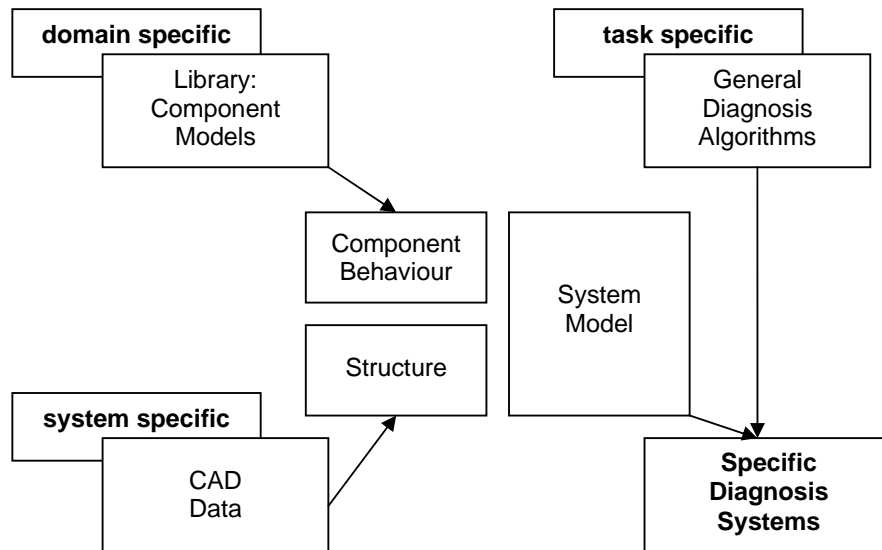 domain specific
Library:
Component
Models
task specific
General
Diagnosis
Algorithms
Component
Behaviour
System
Model
Structure
system specific
CAD
Data
Specific
Diagnosis
Systems